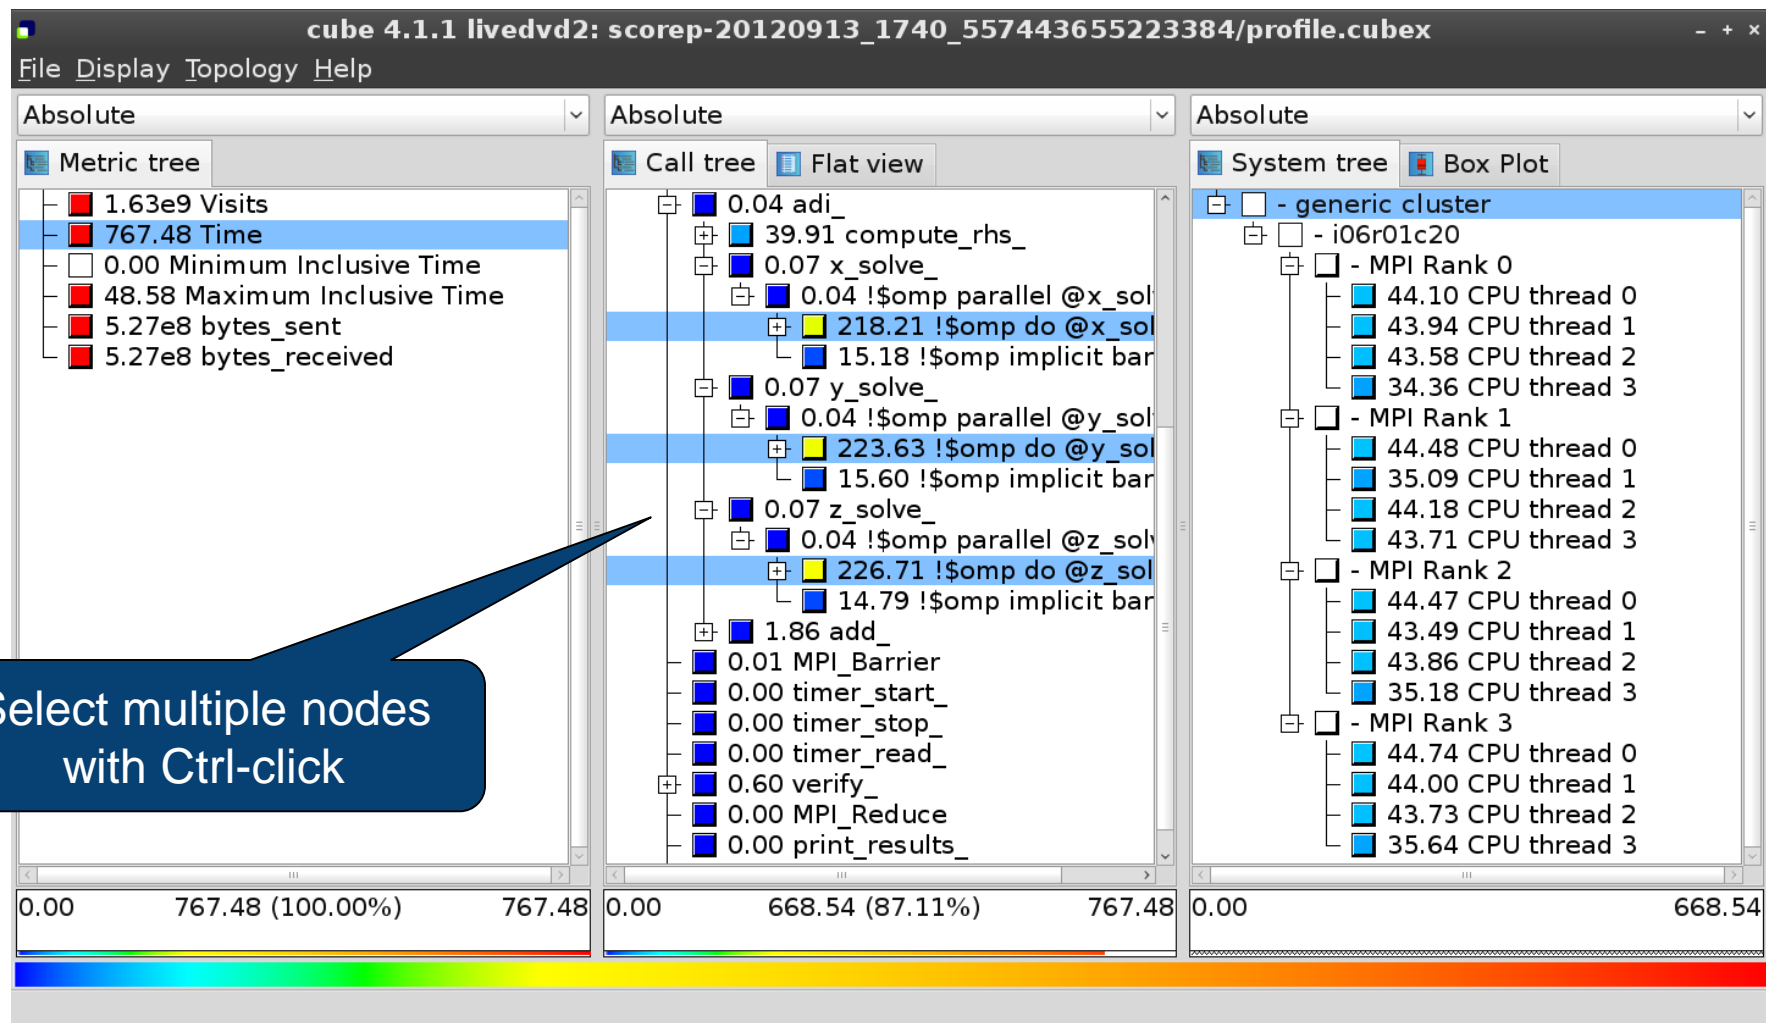 cube 4.1.1 livedvd2: scorep-20120913_1740_557443655223384/profile.cubex
File Display Topology Help
Absolute
Metric tree
1.63e9 Visits
767.48 Time
0.00 Minimum Inclusive Time
48.58 Maximum Inclusive Time
5.27e8 bytes_sent
5.27e8 bytes_received
0.00 767.48 (100.00%) 767.48
Absolute
Call tree Flat view
0.04 adi_
39.91 compute_rhs_
0.07 x_solve_
0.04 !$omp parallel @x_sol
218.21 !$omp do @x_sol
15.18 !$omp implicit bar
0.07 y_solve_
0.04 !$omp parallel @y_sol
223.63 !$omp do @y_sol
15.60 !$omp implicit bar
0.07 z_solve_
0.04 !$omp parallel @z_solv
226.71 !$omp do @z_sol
14.79 !$omp implicit bar
1.86 add_
0.01 MPI_Barrier
0.00 timer_start_
0.00 timer_stop_
0.00 timer_read_
0.60 verify_
0.00 MPI_Reduce
0.00 print_results_
0.00 668.54 (87.11%) 767.48
Absolute
System tree Box Plot
- generic cluster
- i06r01c20
- MPI Rank 0
44.10 CPU thread 0
43.94 CPU thread 1
43.58 CPU thread 2
34.36 CPU thread 3
- MPI Rank 1
44.48 CPU thread 0
35.09 CPU thread 1
44.18 CPU thread 2
43.71 CPU thread 3
- MPI Rank 2
44.47 CPU thread 0
43.49 CPU thread 1
43.86 CPU thread 2
35.18 CPU thread 3
- MPI Rank 3
44.74 CPU thread 0
44.00 CPU thread 1
43.73 CPU thread 2
35.64 CPU thread 3
0.00 668.54
Select multiple nodes
with Ctrl-click